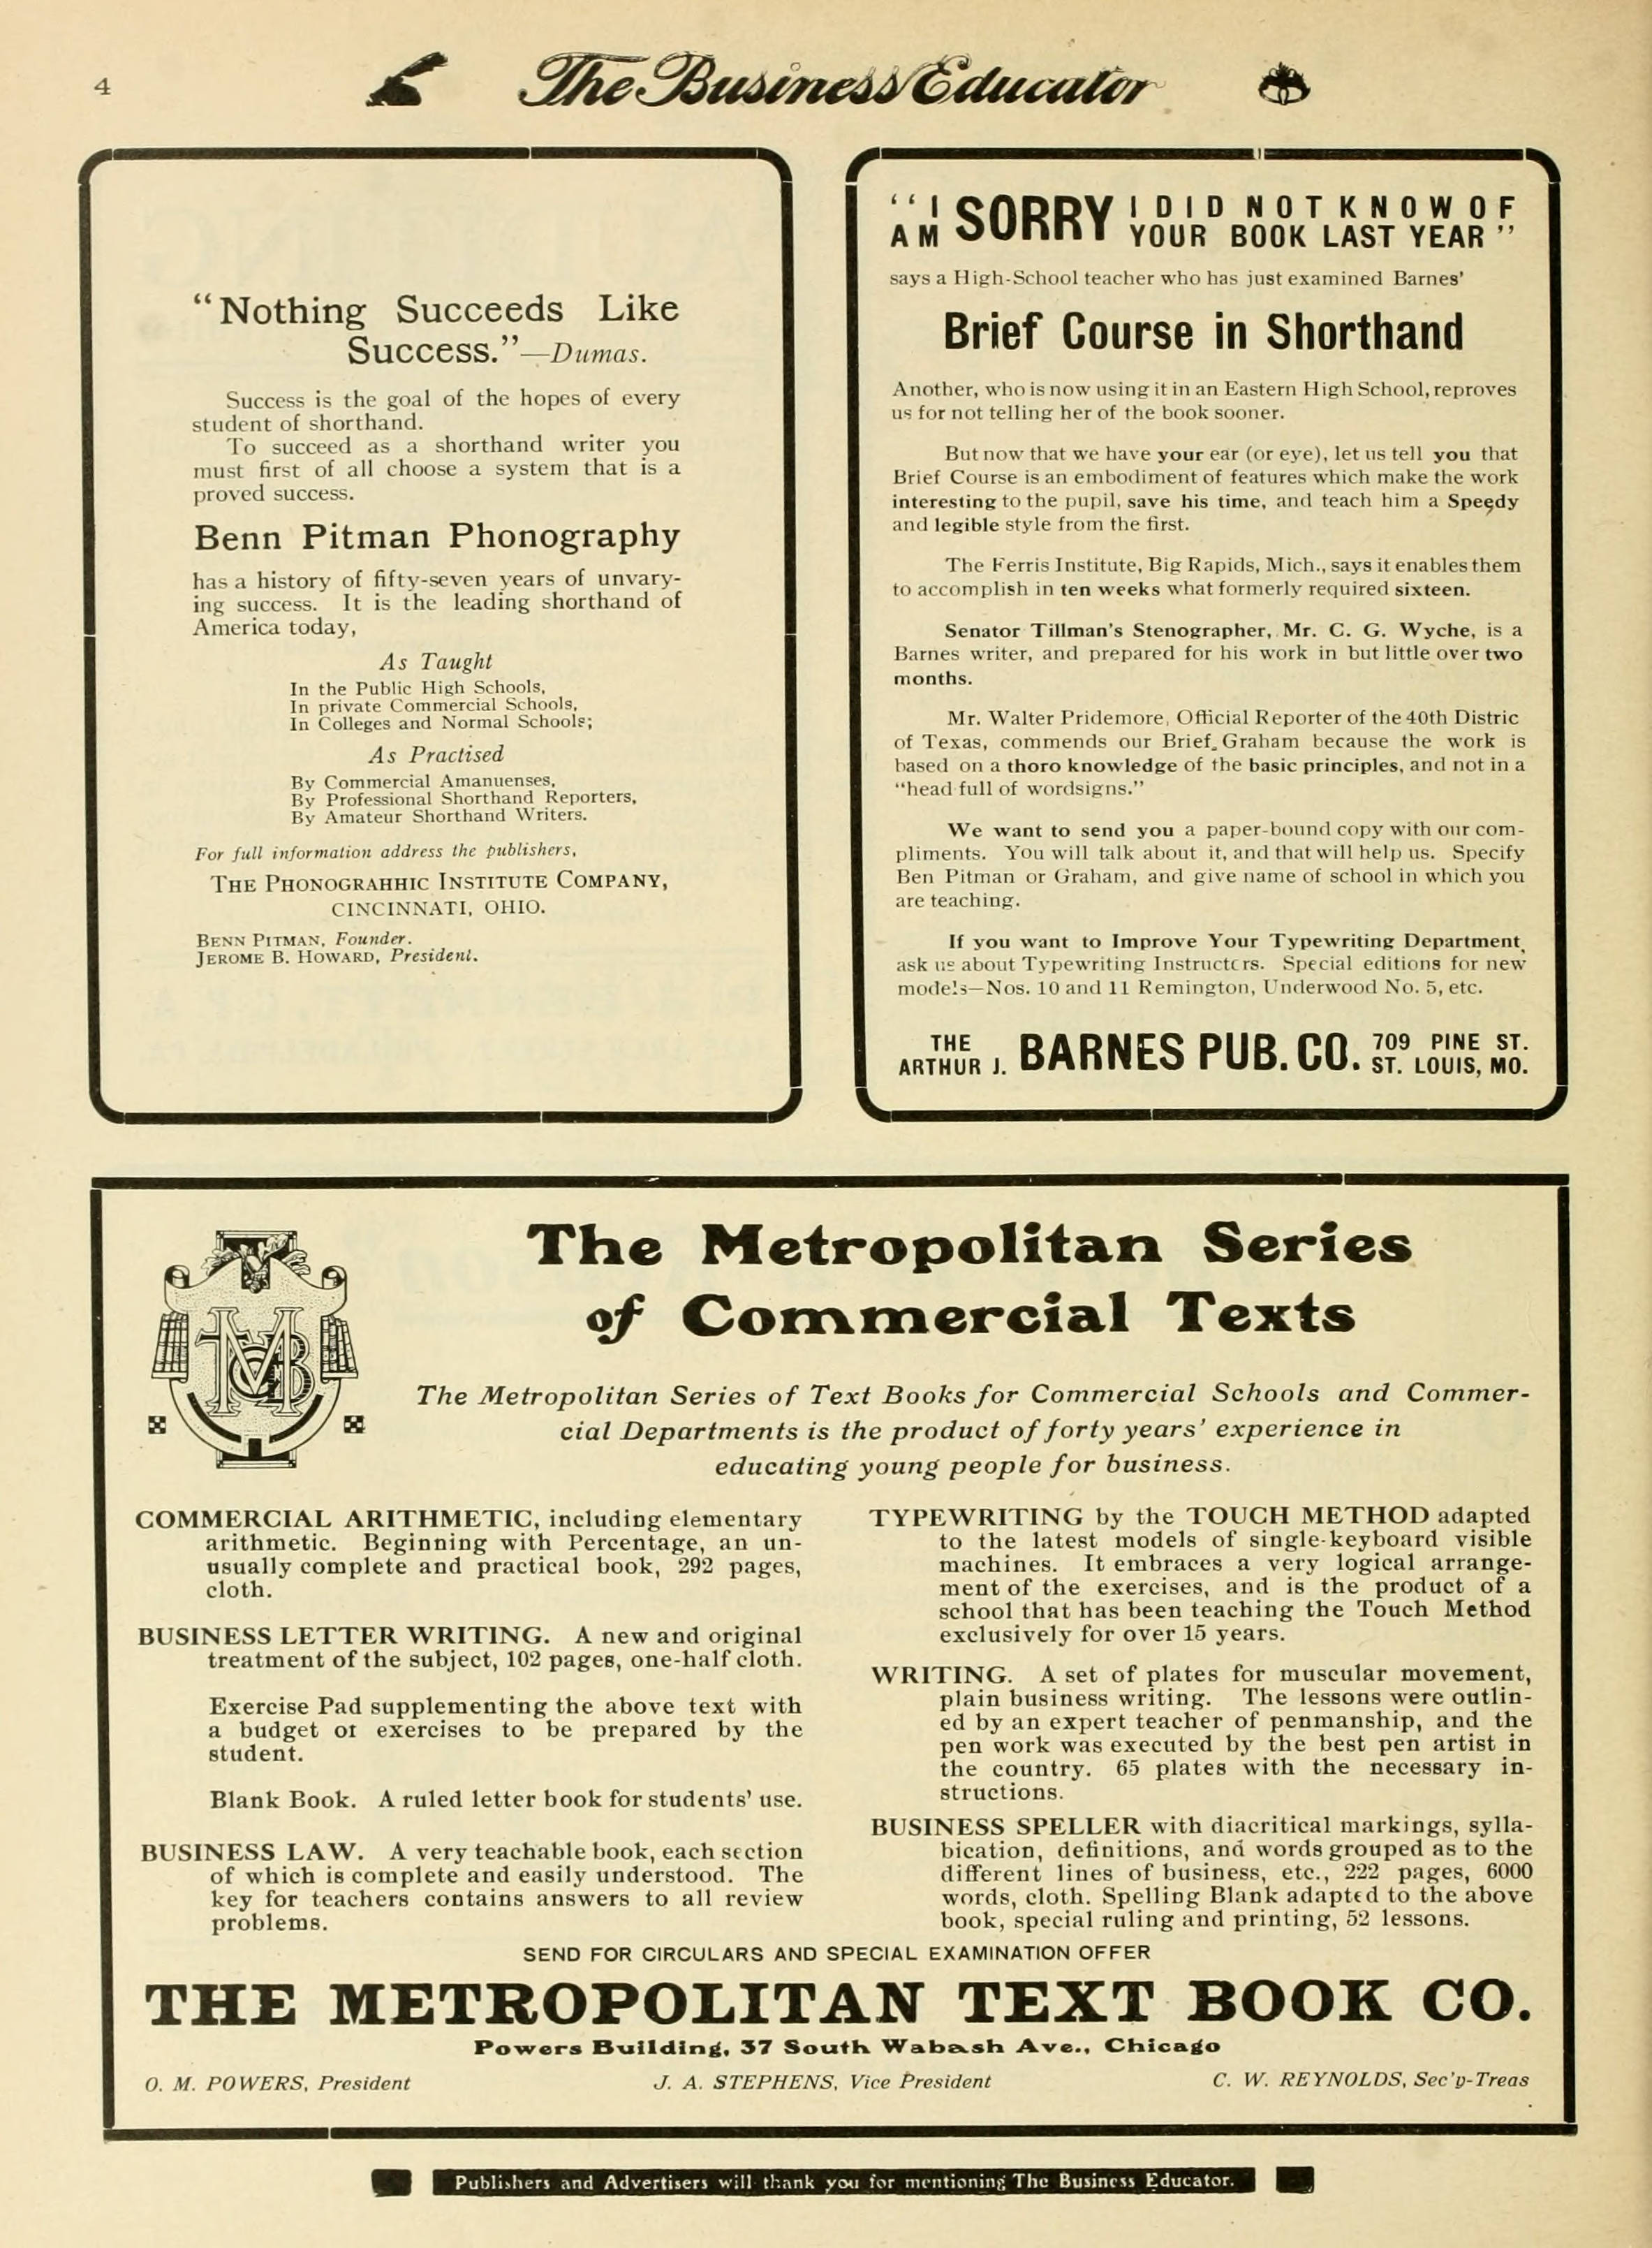 4
The Business Educator
"Nothing Succeeds Like
Success."—Dumas.
Success is the goal of the hopes of every
student of shorthand.
To succeed as a shorthand writer you
must first of all choose a system that is a
proved success.
Benn Pitman Phonography
has a history of fifty-seven years of unvary-
ing success. It is the leading shorthand of
America today,
As Taught
In the Public High Schools,
In private Commercial Schools,
In Colleges and Normal Schools;
As Practised
By Commercial Amanuenses,
By Professional Shorthand Reporters,
By Amateur Shorthand Writers.
For full information address the publishers,
THE PHONOGRAHHIC INSTITUTE COMPANY,
CINCINNATI, OHIO.
BENN PITMAN, Founder.
JEROME B. HOWARD, President.
"I AM SORRY I DID NOT KNOW OF
YOUR BOOK LAST YEAR"
says a High-School teacher who has just examined Barnes'
Brief Course in Shorthand
Another, who is now using it in an Eastern High School, reproves
us for not telling her of the book sooner.
But now that we have your ear (or eye), let us tell you that
Brief Course is an embodiment of features which make the work
interesting to the pupil, save his time, and teach him a Speedy
and legible style from the first.
The Ferris Institute, Big Rapids, Mich., says it enables them
to accomplish in ten weeks what formerly required sixteen.
Senator Tillman's Stenographer, Mr. C. G. Wyche, is a
Barnes writer, and prepared for his work in but little over two
months.
Mr. Walter Pridemore, Official Reporter of the 40th Distric
of Texas, commends our Brief Graham because the work is
based on a thoro knowledge of the basic principles, and not in a
"head full of wordsigns."
We want to send you a paper-bound copy with our com-
pliments. You will talk about it, and that will help us. Specify
Ben Pitman or Graham, and give name of school in which you
are teaching.
If you want to Improve Your Typewriting Department,
ask us about Typewriting Instructors. Special editions for new
models—Nos. 10 and 11 Remington, Underwood No. 5, etc.
THE ARTHUR J. BARNES PUB. CO. 709 PINE ST.
ST. LOUIS, MO.
The Metropolitan Series
of Commercial Texts
The Metropolitan Series of Text Books for Commercial Schools and Commer-
cial Departments is the product of forty years' experience in
educating young people for business.
COMMERCIAL ARITHMETIC, including elementary
arithmetic. Beginning with Percentage, an un-
usually complete and practical book, 292 pages,
cloth.
BUSINESS LETTER WRITING. A new and original
treatment of the subject, 102 pages, one-half cloth.
Exercise Pad supplementing the above text with
a budget of exercises to be prepared by the
student.
Blank Book. A ruled letter book for students' use.
BUSINESS LAW. A very teachable book, each section
of which is complete and easily understood. The
key for teachers contains answers to all review
problems.
TYPEWRITING by the TOUCH METHOD adapted
to the latest models of single-keyboard visible
machines. It embraces a very logical arrange-
ment of the exercises, and is the product of a
school that has been teaching the Touch Method
exclusively for over 15 years.
WRITING. A set of plates for muscular movement,
plain business writing. The lessons were outlin-
ed by an expert teacher of penmanship, and the
pen work was executed by the best pen artist in
the country. 65 plates with the necessary in-
structions.
BUSINESS SPELLER with diacritical markings, sylla-
bication, definitions, and words grouped as to the
different lines of business, etc., 222 pages, 6000
words, cloth. Spelling Blank adapted to the above
book, special ruling and printing, 52 lessons.
SEND FOR CIRCULARS AND SPECIAL EXAMINATION OFFER
THE METROPOLITAN TEXT BOOK CO.
Powers Building, 37 South Wabash Ave., Chicago
O. M. POWERS, President J. A. STEPHENS, Vice President C. W. REYNOLDS, Sec'y-Treas
Publishers and Advertisers will thank you for mentioning The Business Educator.